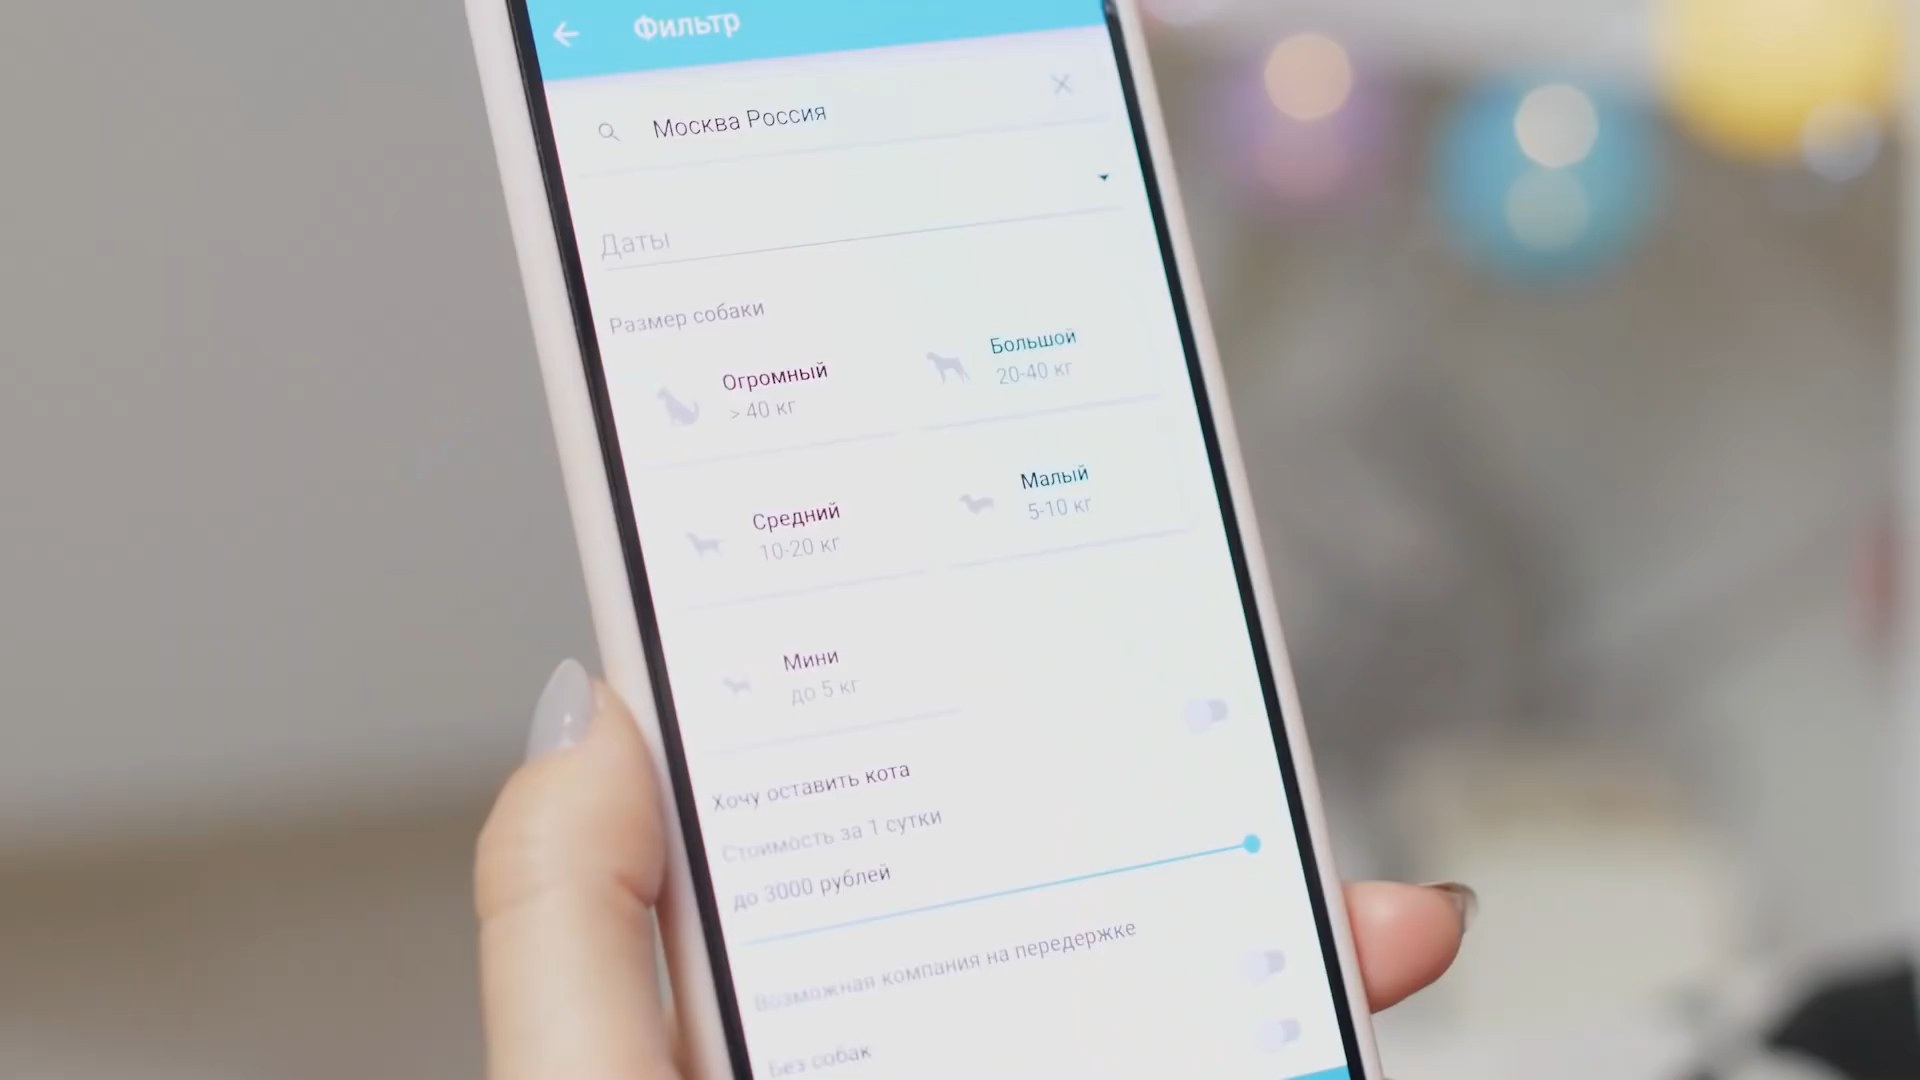 Фильтр
Москва Россия
Даты
Размер собаки
Огромный
> 40 кг
Большой
20-40 кг
Средний
10-20 кг
Малый
5-10 кг
Мини
до 5 кг
Хочу оставить кота
Стоимость за 1 сутки
до 3000 рублей
Возможная компания на передержке
Без собак